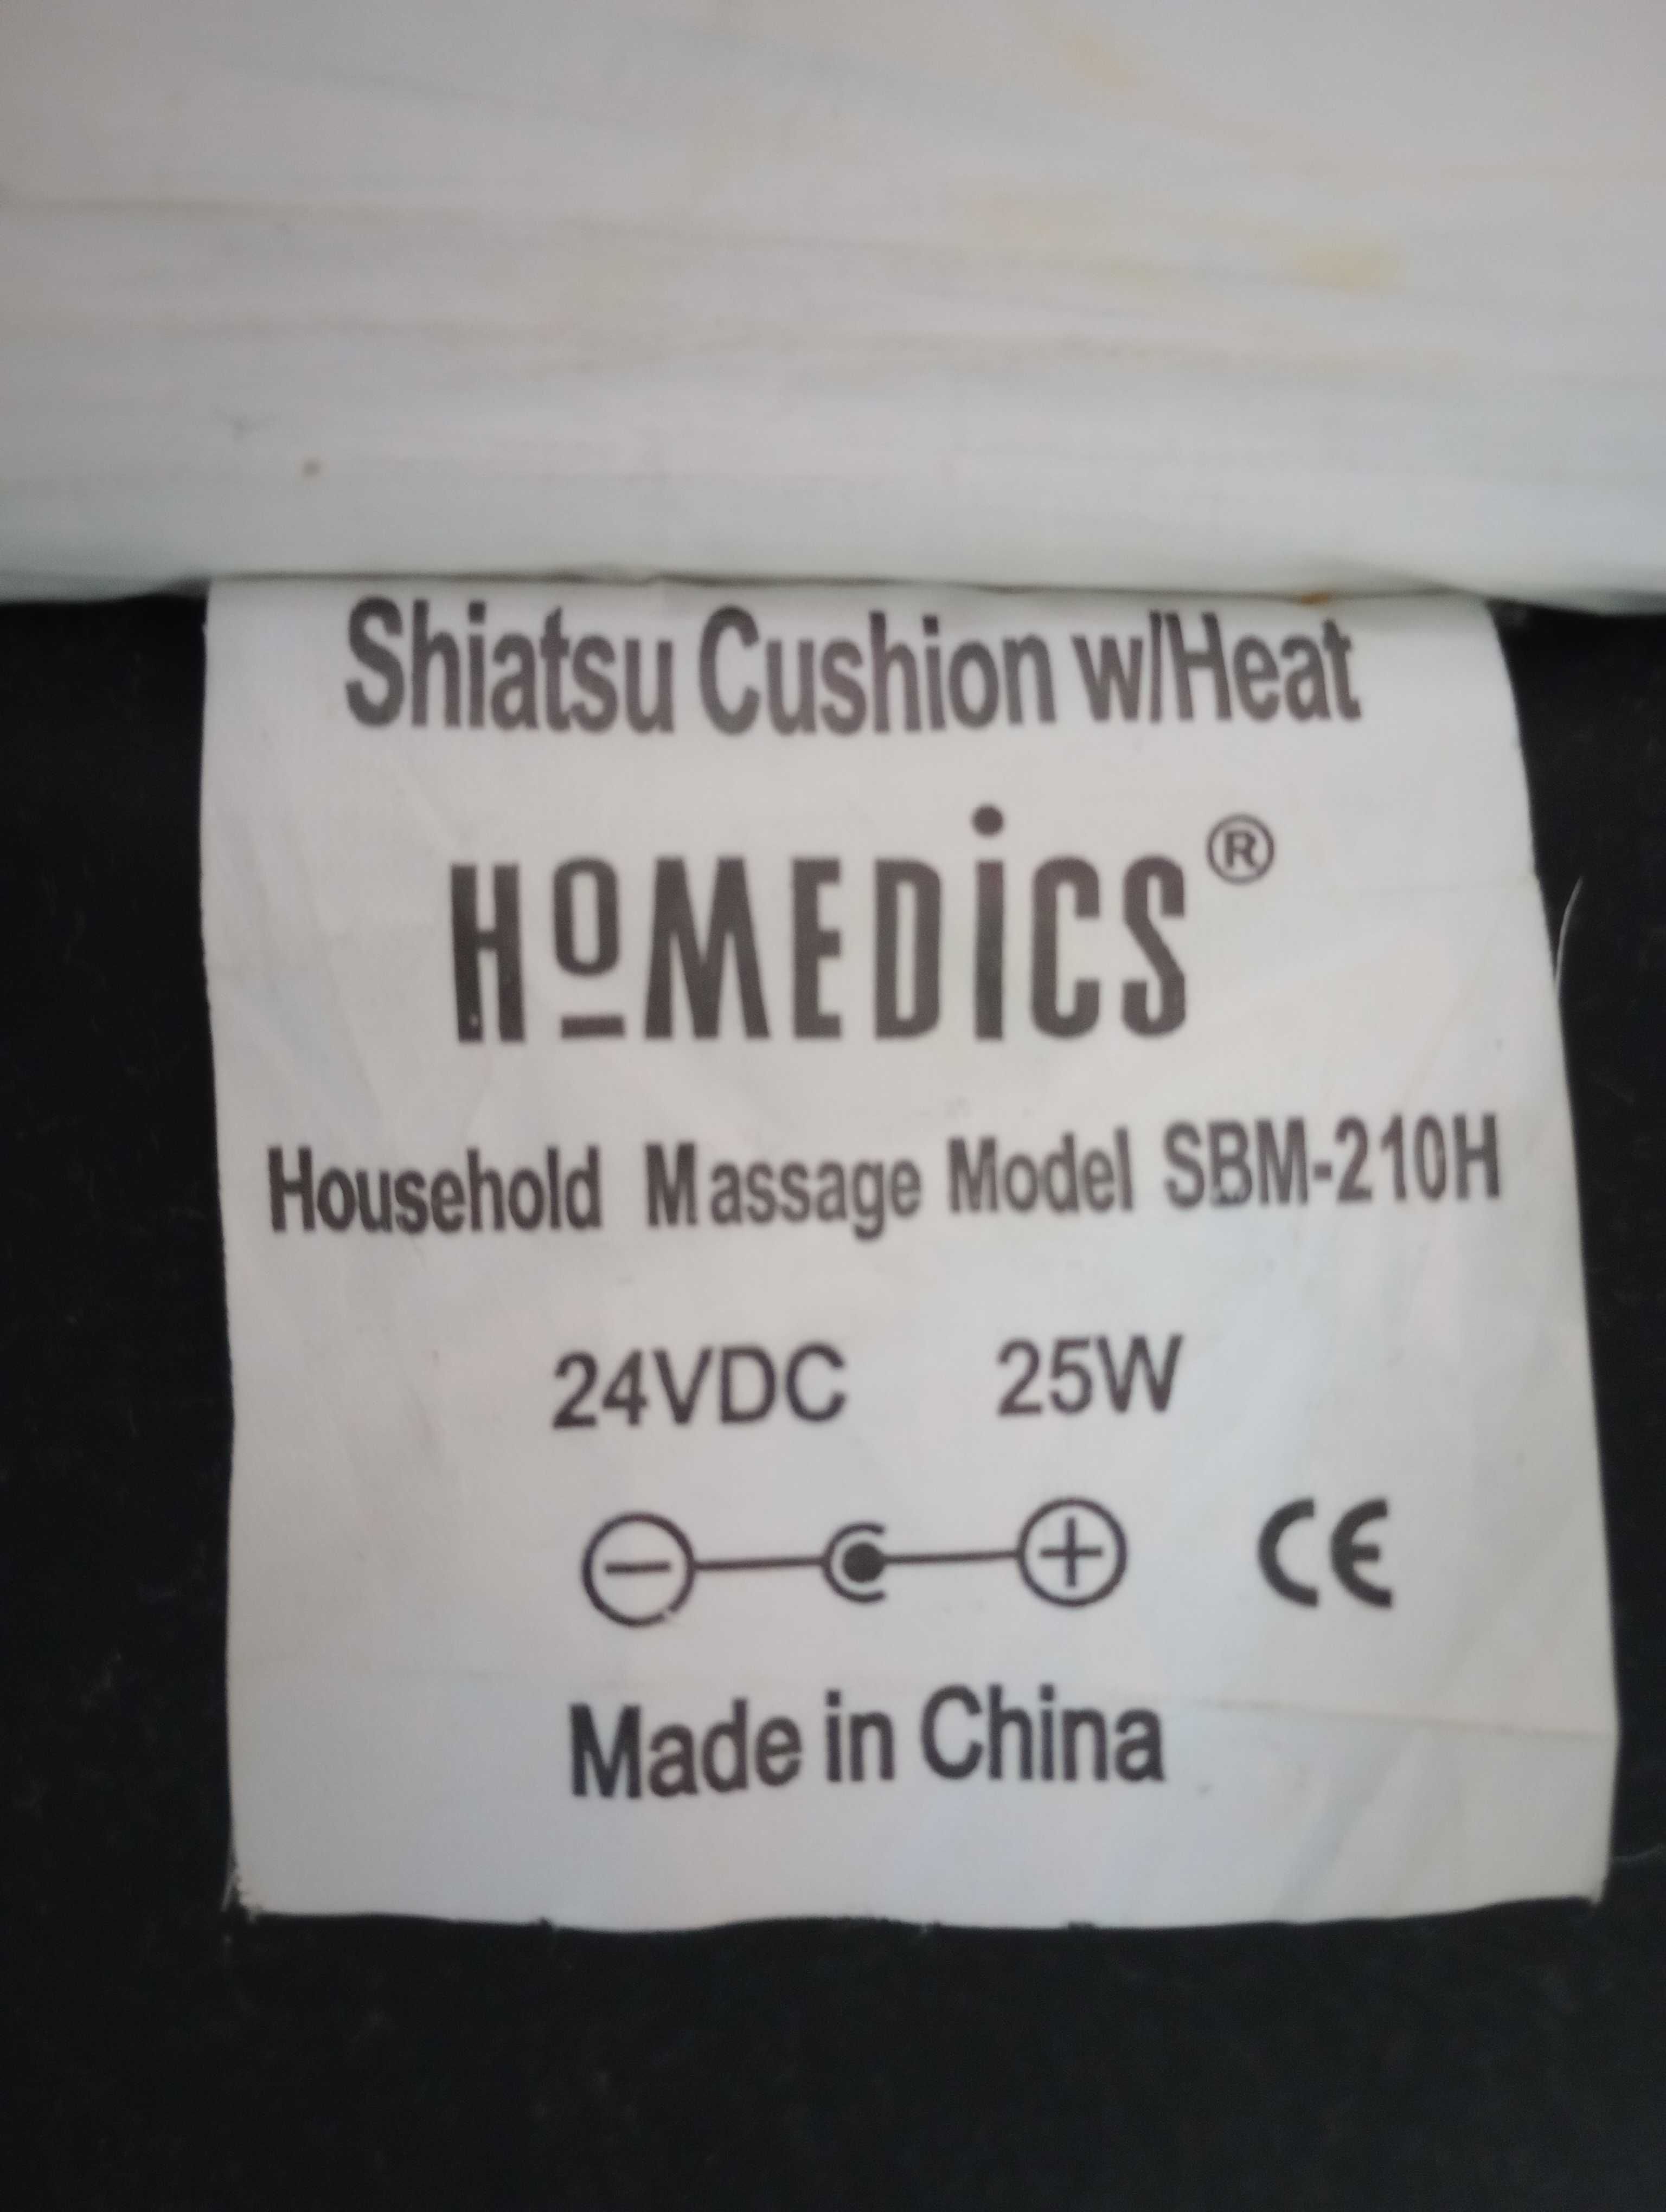 Shiatsu Cushion w/Heat
HoMEDiCS®
Household Massage Model SBM-210H
24VDC 25W
CE
Made in China